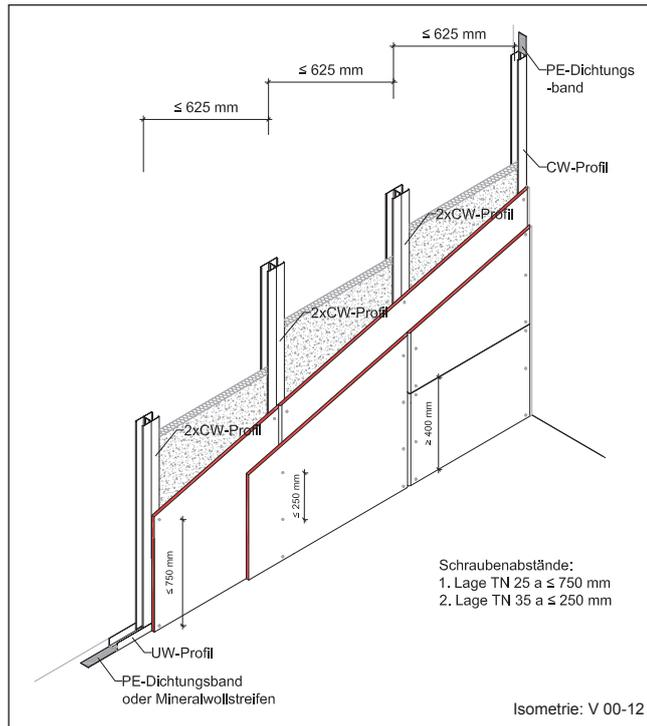 ≤ 625 mm
≤ 625 mm
≤ 625 mm
PE-Dichtungs
-band
CW-Profil
2xCW-Profil
2xCW-Profil
2xCW-Profil
≥ 400 mm
≤ 250 mm
≤ 750 mm
Schraubenabstände:
1. Lage TN 25 a ≤ 750 mm
2. Lage TN 35 a ≤ 250 mm
UW-Profil
PE-Dichtungsband
oder Mineralwollstreifen
Isometrie: V 00-12